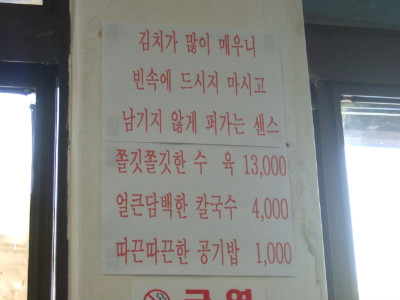 김치가 많이 매우니
빈속에 드시지 마시고
남기지 않게 퍼가는 센스
쫄깃쫄깃한 수 육 13,000
얼큰담백한 칼국수 4,000
따끈따끈한 공기밥 1,000
금연